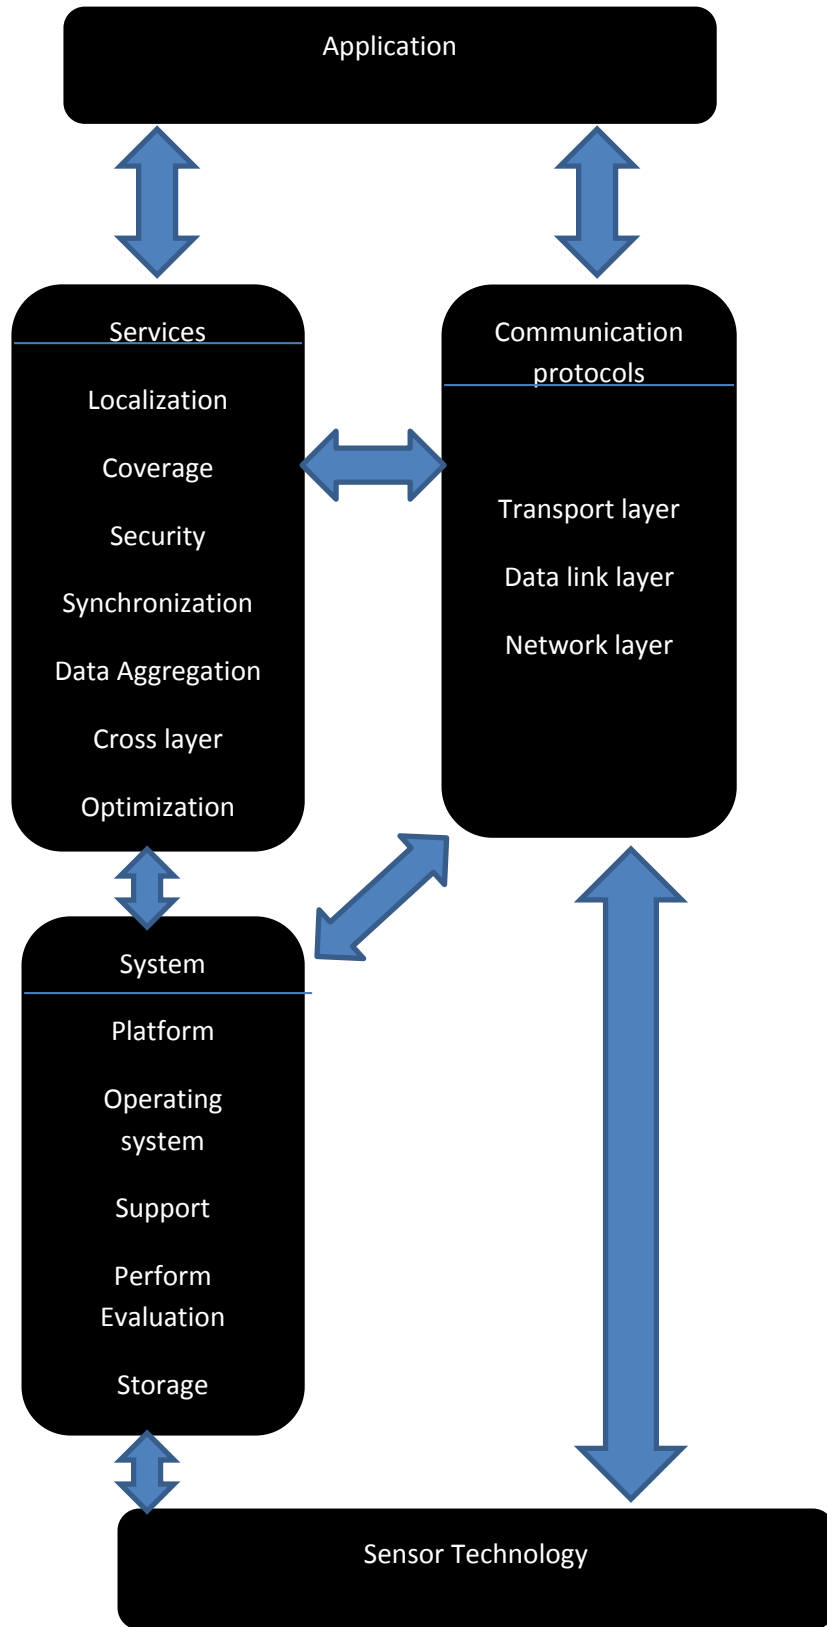 Application
Services
Localization
Coverage
Security
Synchronization
Data Aggregation
Cross layer
Optimization
Communication
protocols
Transport layer
Data link layer
Network layer
System
Platform
Operating
system
Support
Perform
Evaluation
Storage
Sensor Technology